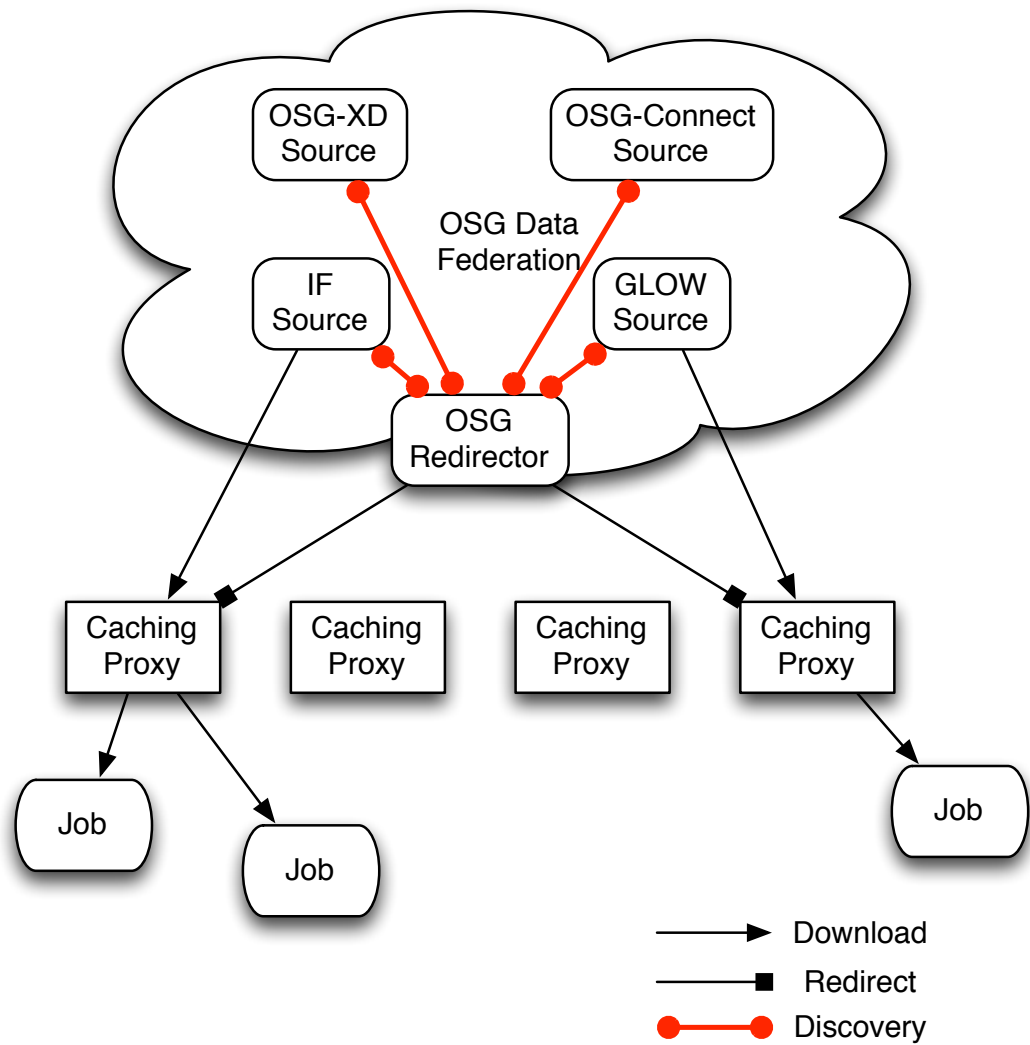 OSG-XD
Source
OSG-Connect
Source
OSG Data
Federation
IF
Source
GLOW
Source
OSG
Redirector
Caching
Proxy
Caching
Proxy
Caching
Proxy
Caching
Proxy
Job
Job
Job
Download
Redirect
Discovery